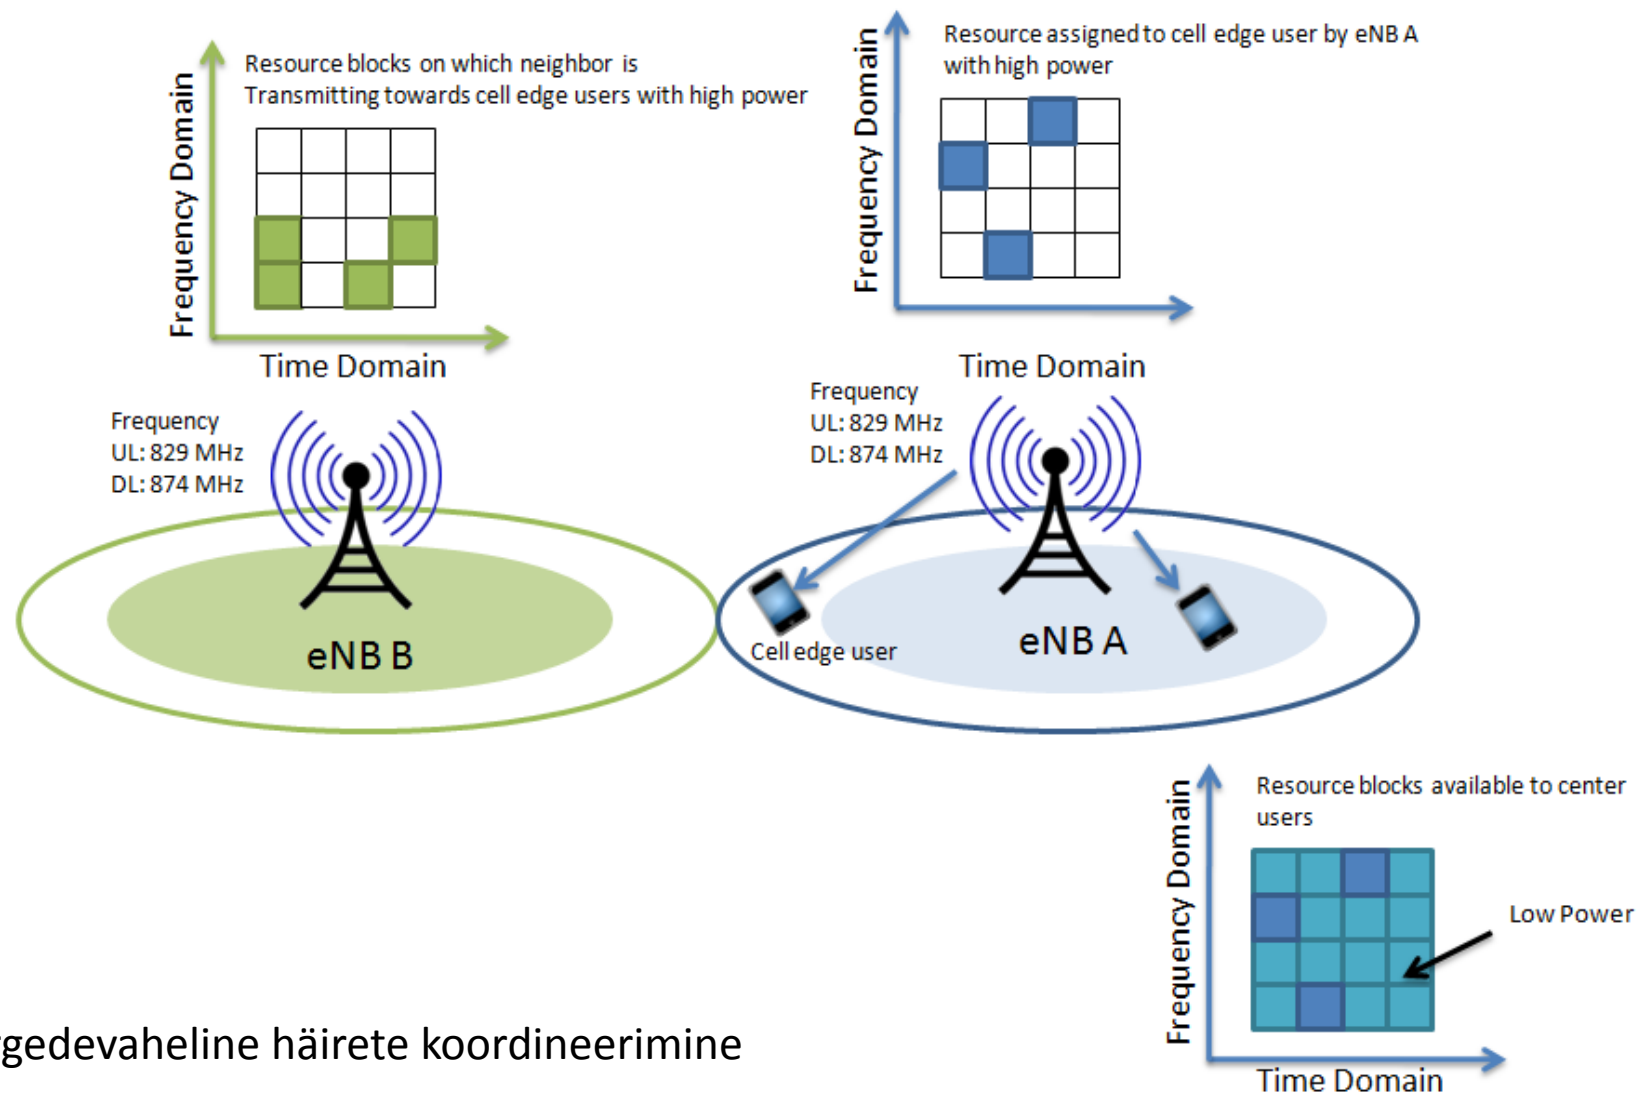 Resource blocks on which neighbor is
Transmitting towards cell edge users with high power
Frequency Domain
Time Domain
Resource assigned to cell edge user by eNB A
with high power
Frequency Domain
Time Domain
Frequency
UL: 829 MHz
DL: 874 MHz
Frequency
UL: 829 MHz
DL: 874 MHz
eNB B
Cell edge user
eNB A
Resource blocks available to center
users
Frequency Domain
Low Power
Time Domain
häirete koordineerimine